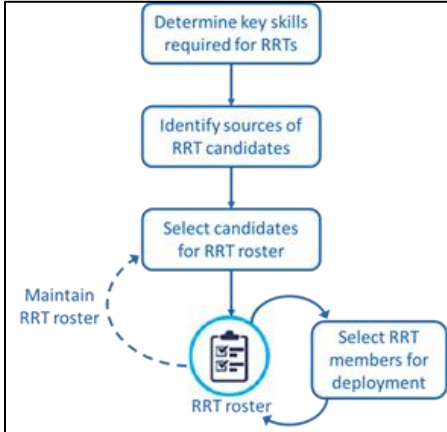 Determine key skills
required for RRTs
Identify sources of
RRT candidates
Select candidates
for RRT roster
Maintain
RRT roster
Select RRT
members for
deployment
RRT roster